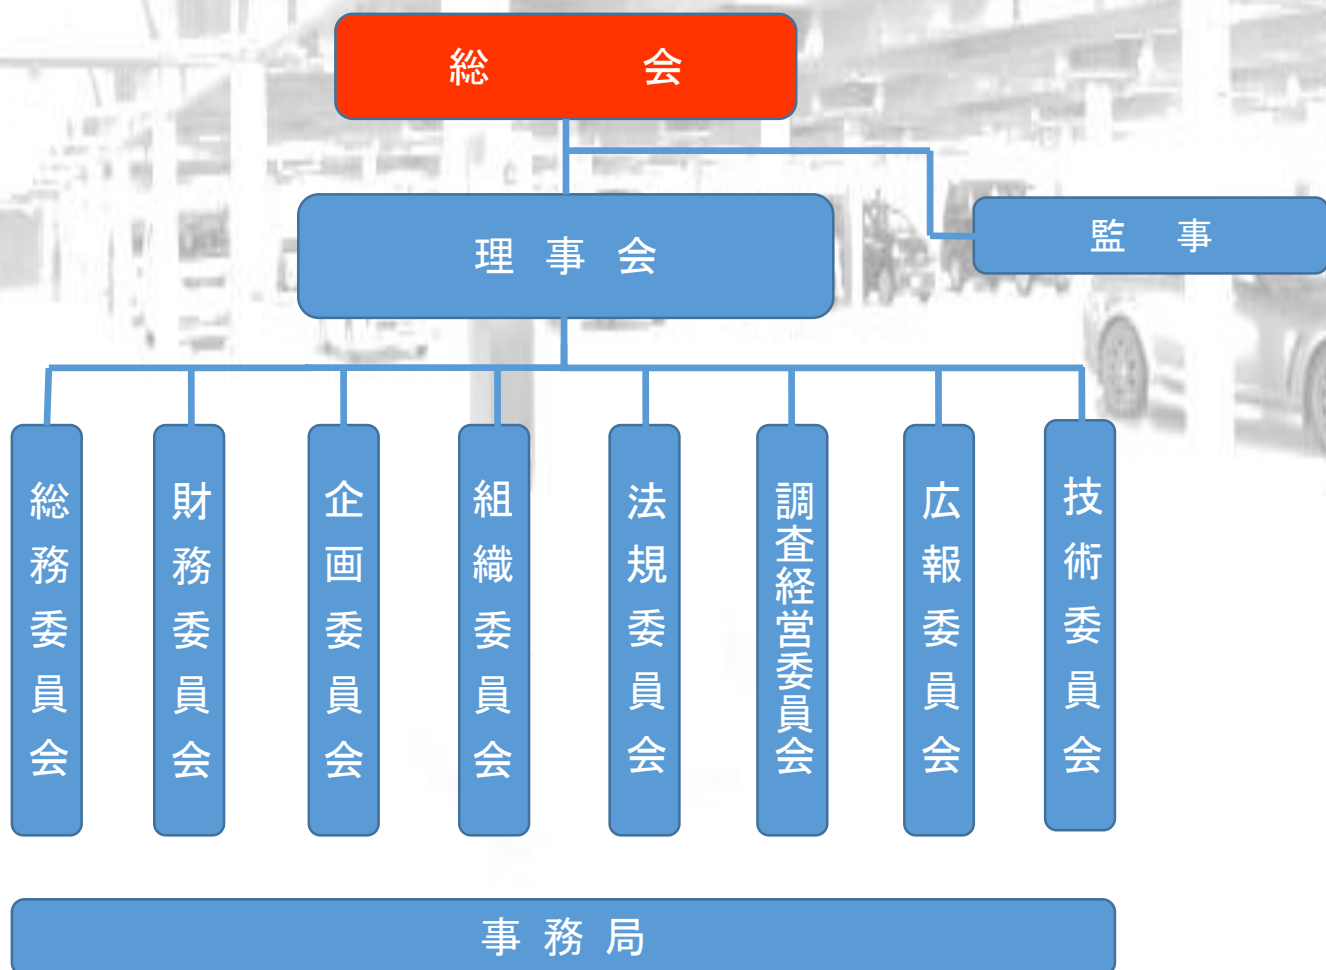 総　会
理事会
監　事
総務委員会
財務委員会
企画委員会
組織委員会
法規委員会
調査経営委員会
広報委員会
技術委員会
事務局